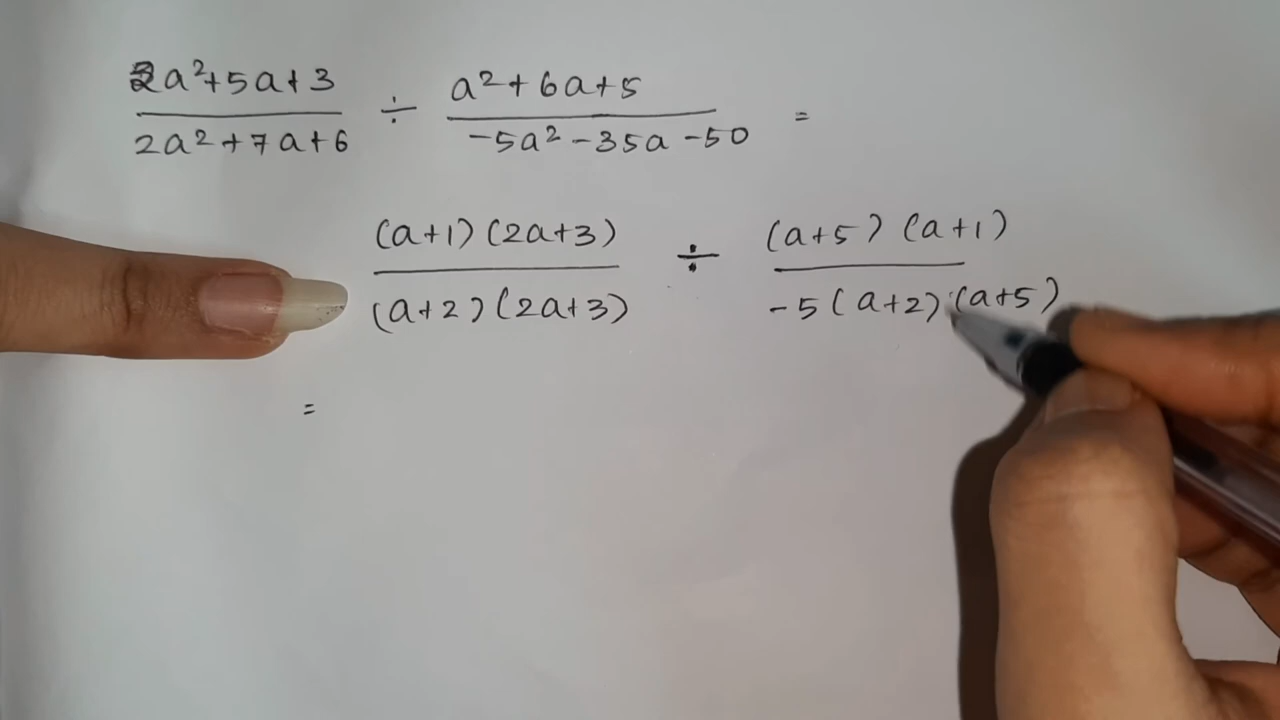 2a²+5a+3 / 2a²+7a+6 ÷ a²+6a+5 / -5a²-35a-50 =
(a+1)(2a+3) / (a+2)(2a+3) ÷ (a+5)(a+1) / -5(a+2)(a+5)
=